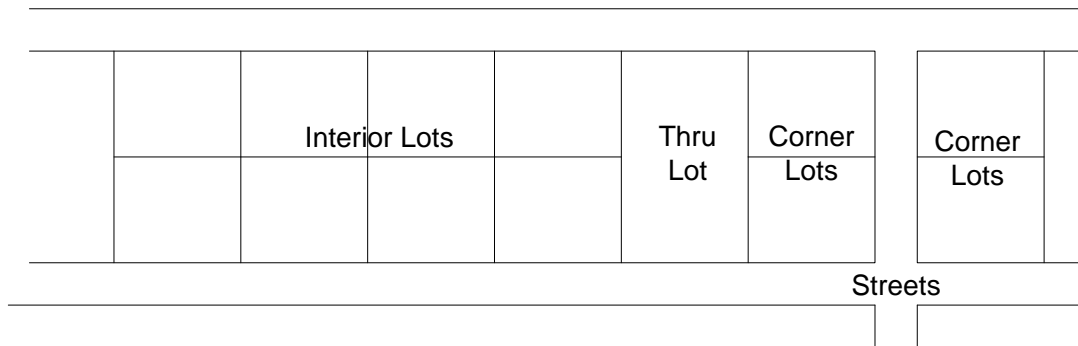 Interior Lots
Thru
Lot
Corner
Lots
Corner
Lots
Streets